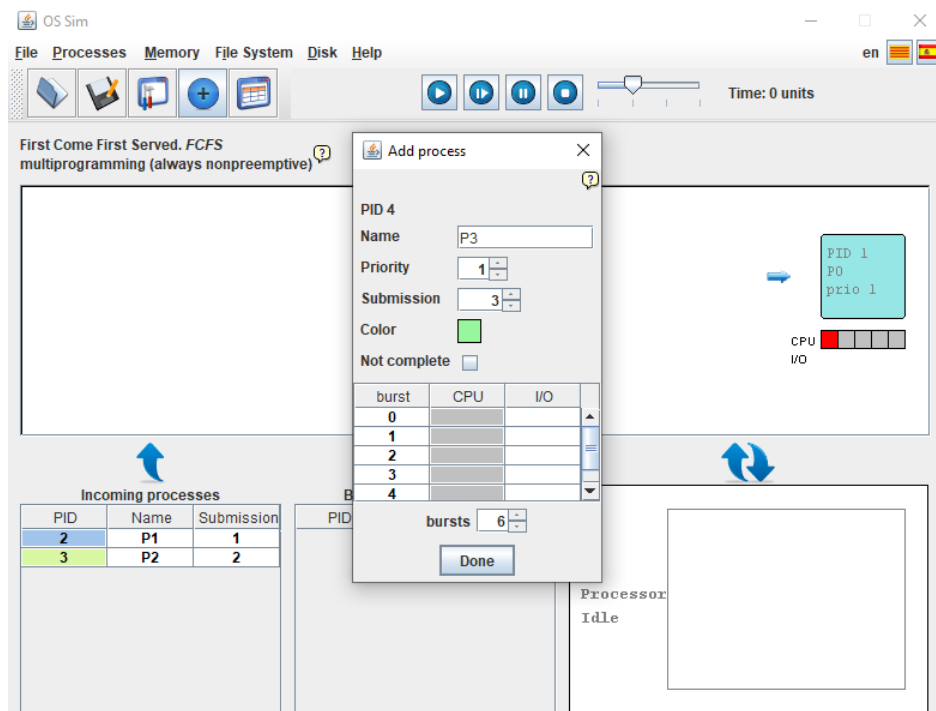 OS Sim
File Processes Memory File System Disk Help
en
Time: 0 units
First Come First Served. FCFS
multiprogramming (always nonpreemptive)
?
PID 1
P0
prio 1
CPU
I/O
Add process
?
PID 4
Name P3
Priority 1
Submission 3
Color
Not complete
burst CPU I/O
0
1
2
3
4
bursts 6
Done
Incoming processes
PID Name Submission
2 P1 1
3 P2 2
B
PID
Processor
Idle